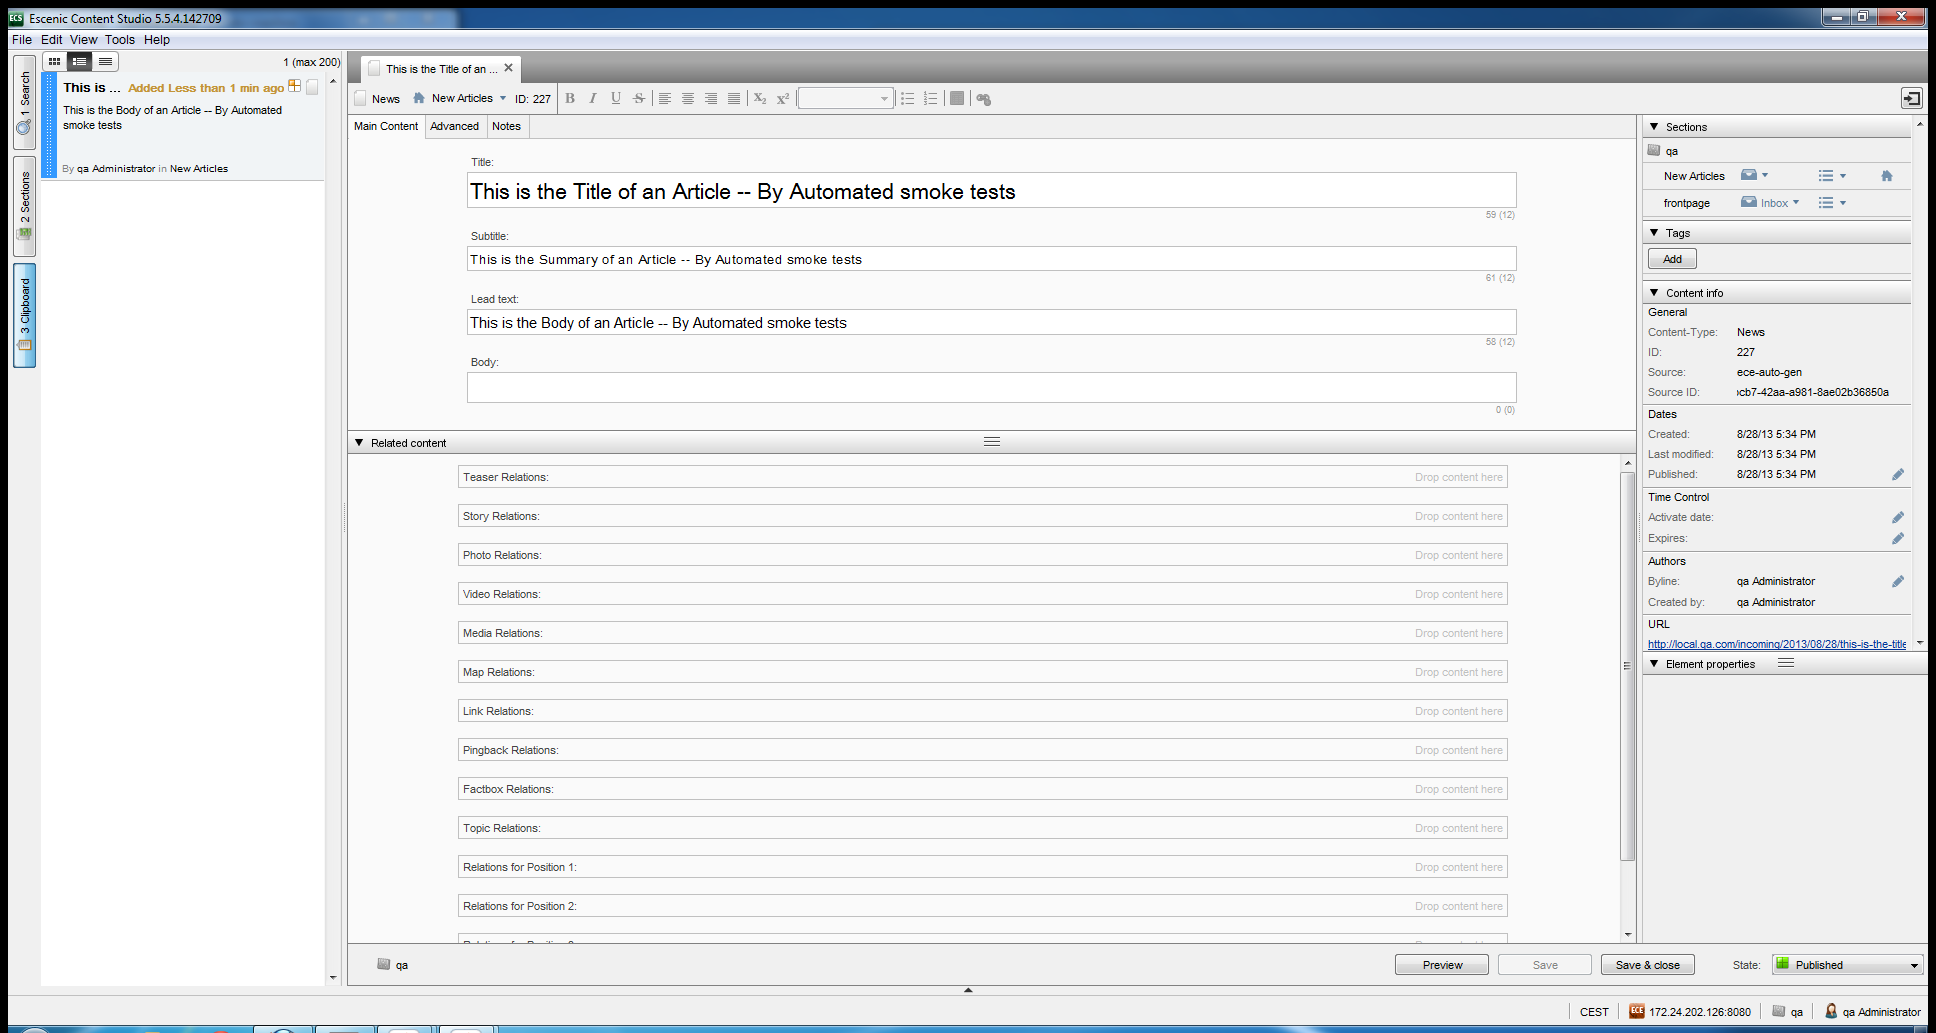 Escenic Content Studio 5.5.4.142709
File Edit View Tools Help
1 Search
2 Sections
3 Clipboard
1 (max 200)
This is ... Added Less than 1 min ago
This is the Body of an Article -- By Automated
smoke tests
By qa Administrator in New Articles
This is the Title of an ...
News New Articles ID: 227
Main Content Advanced Notes
Title:
This is the Title of an Article -- By Automated smoke tests
59 (12)
Subtitle:
This is the Summary of an Article -- By Automated smoke tests
61 (12)
Lead text:
This is the Body of an Article -- By Automated smoke tests
58 (12)
Body:
0 (0)
Related content
Teaser Relations: Drop content here
Story Relations: Drop content here
Photo Relations: Drop content here
Video Relations: Drop content here
Media Relations: Drop content here
Map Relations: Drop content here
Link Relations: Drop content here
Pingback Relations: Drop content here
Factbox Relations: Drop content here
Topic Relations: Drop content here
Relations for Position 1: Drop content here
Relations for Position 2: Drop content here
Sections
qa
New Articles
frontpage Inbox
Tags
Add
Content info
General
Content-Type: News
ID: 227
Source: ece-auto-gen
Source ID: cb7-42aa-a981-8ae02b36850a
Dates
Created: 8/28/13 5:34 PM
Last modified: 8/28/13 5:34 PM
Published: 8/28/13 5:34 PM
Time Control
Activate date:
Expires:
Authors
Byline: qa Administrator
Created by: qa Administrator
URL
http://local.qa.com/incoming/2013/08/28/this-is-the-title
Element properties
qa
Preview Save Save & close State: Published
CEST ECE 172.24.202.126:8080 qa qa Administrator